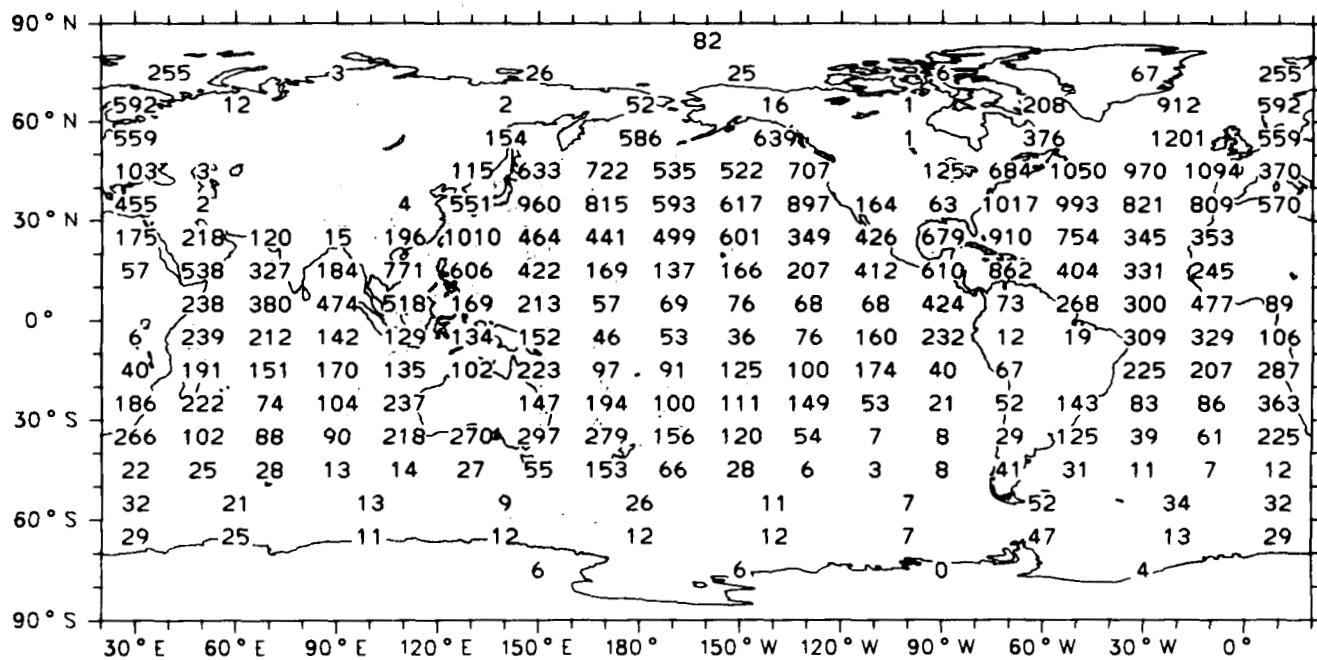 90° N
82
255 3 26 25 6 67 255
592 12 2 52 16 1 208 912 592
60° N
559 154 586 639 1 376 1201 559
103 3 115 633 722 535 522 707 125 684 1050 970 1094 370
455 2 4 551 960 815 593 617 897 164 63 1017 993 821 809 570
30° N
175 218 120 15 196 1010 464 441 499 601 349 426 679 910 754 345 353
57 538 327 184 771 606 422 169 137 166 207 412 610 862 404 331 245
238 380 474 518 169 213 57 69 76 68 68 424 73 268 300 477 89
0°
6 239 212 142 129 134 152 46 53 36 76 160 232 12 19 309 329 106
40 191 151 170 135 102 223 97 91 125 100 174 40 67 225 207 287
186 222 74 104 237 147 194 100 111 149 53 21 52 143 83 86 363
30° S
266 102 88 90 218 270 297 279 156 120 54 7 8 29 125 39 61 225
22 25 28 13 14 27 55 153 66 28 6 3 8 41 31 11 7 12
32 21 13 9 26 11 7 52 34 32
60° S
29 25 11 12 12 12 7 47 13 29
6 6 0 4
90° S
30° E 60° E 90° E 120° E 150° E 180° 150° W 120° W 90° W 60° W 30° W 0°